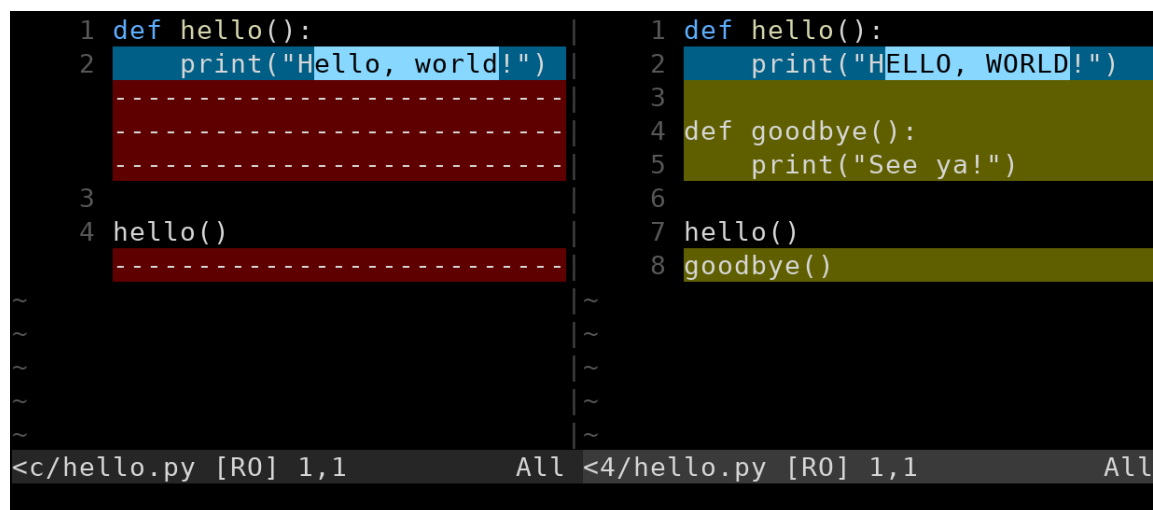 1 def hello():
2     print("Hello, world!")
---------------------------
---------------------------
---------------------------
3
4 hello()
---------------------------
~
~
~
~
~
<c/hello.py [RO] 1,1          All
1 def hello():
2     print("HELLO, WORLD!")
3
4 def goodbye():
5     print("See ya!")
6
7 hello()
8 goodbye()
~
~
~
~
~
<4/hello.py [RO] 1,1           All